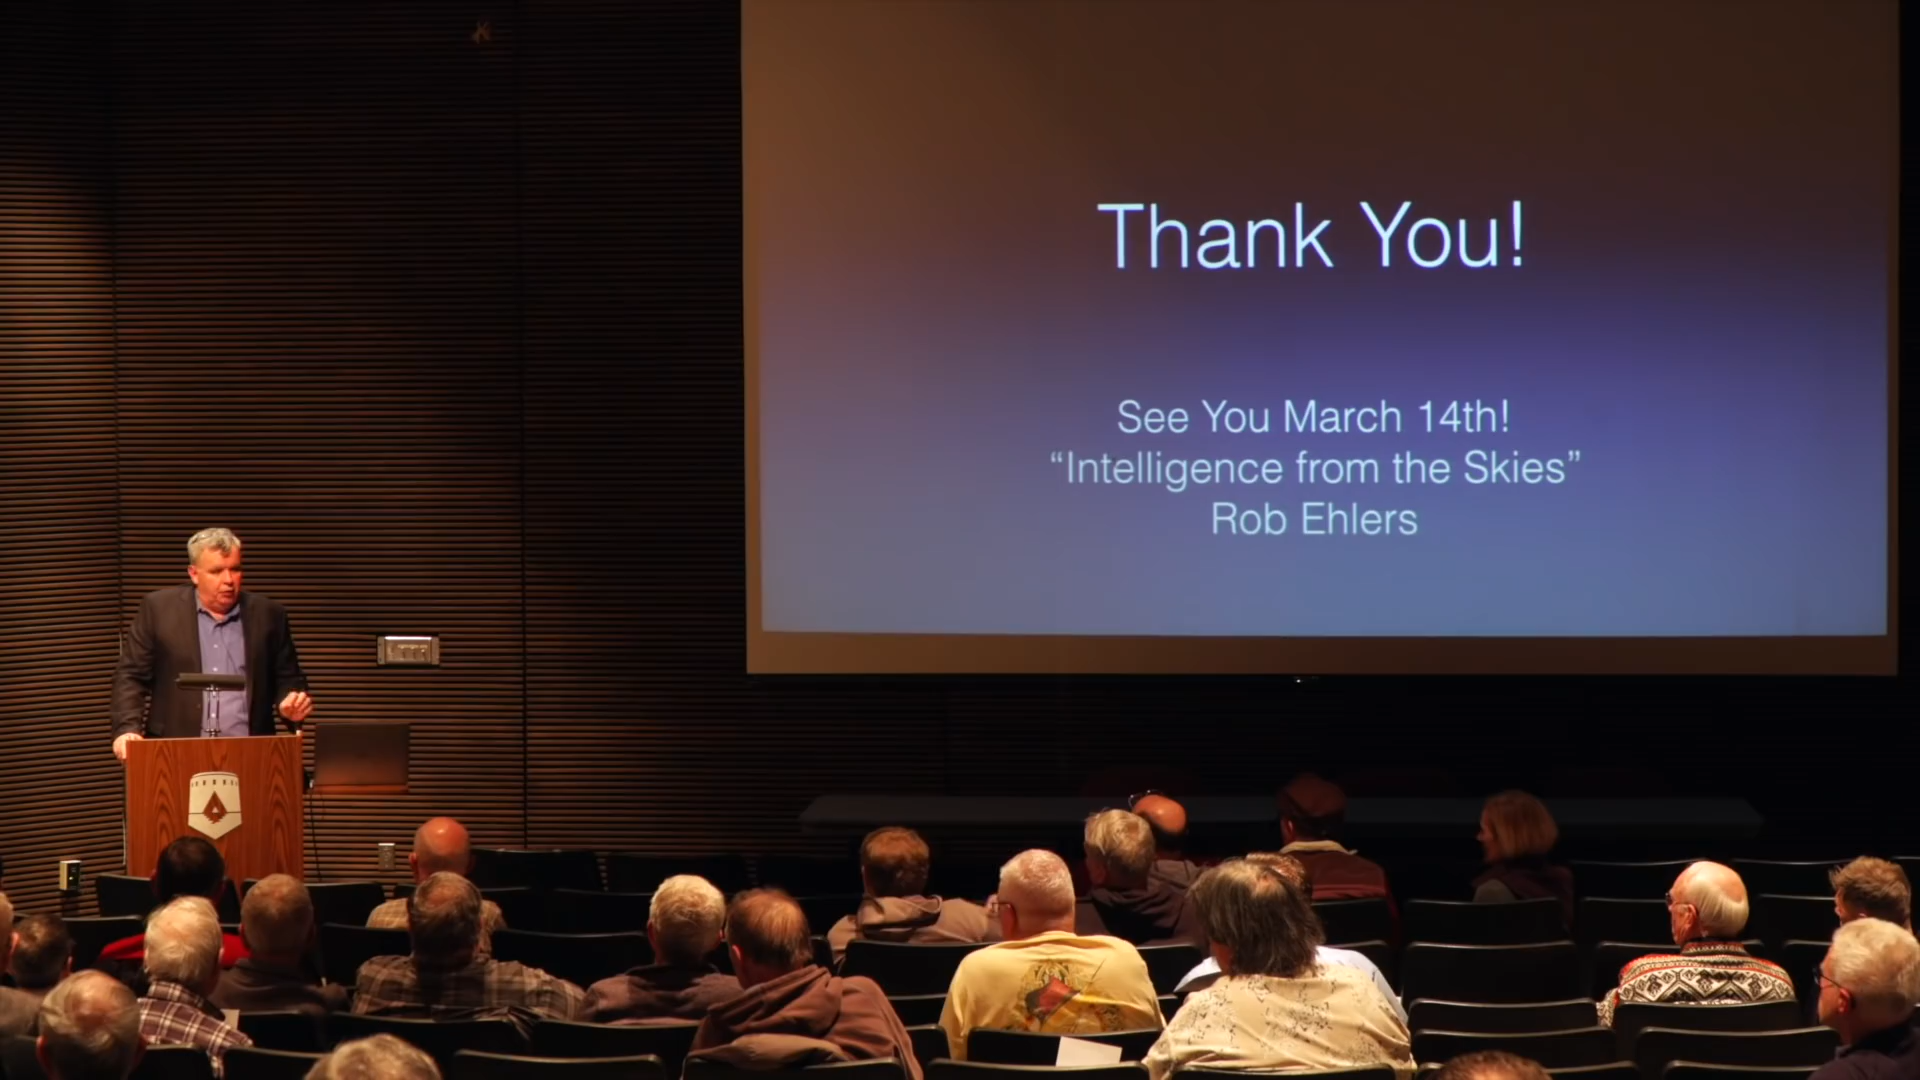 Thank You!
See You March 14th!
“Intelligence from the Skies”
Rob Ehlers